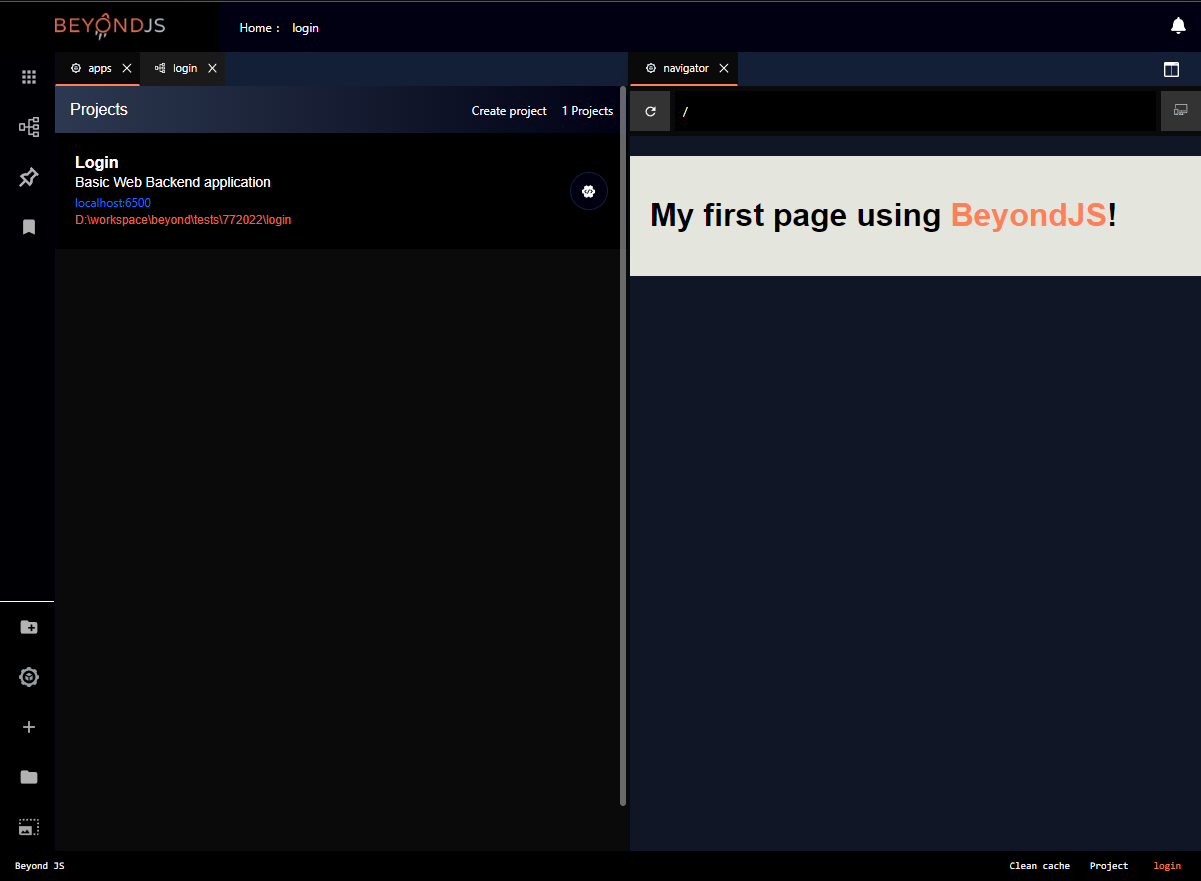 BEYONDJS
Home : login
apps login
navigator
Projects Create project 1 Projects
/
Login
Basic Web Backend application
localhost:6500
D:\workspace\beyond\tests\772022\login
My first page using BeyondJS!
Beyond JS Clean cache Project login